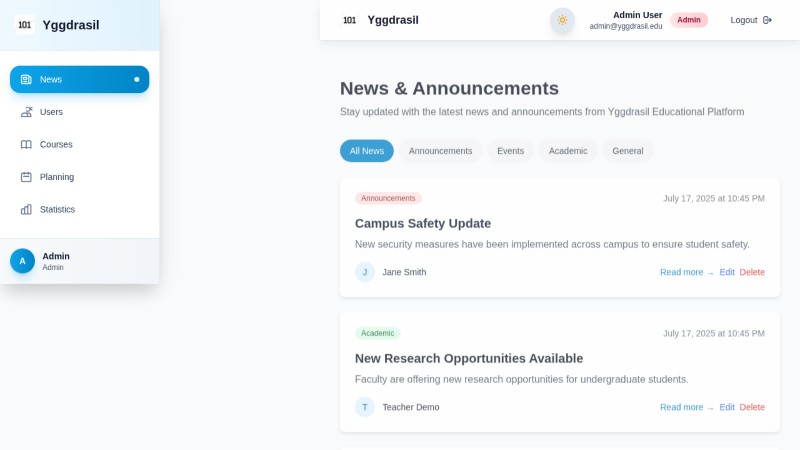 101 Yggdrasil
News
Users
Courses
Planning
Statistics
A
Admin
Admin
101 Yggdrasil
Admin User
admin@yggdrasil.edu
Admin
Logout
News & Announcements
Stay updated with the latest news and announcements from Yggdrasil Educational Platform
All News Announcements Events Academic General
Announcements July 17, 2025 at 10:45 PM
Campus Safety Update
New security measures have been implemented across campus to ensure student safety.
J Jane Smith Read more → Edit Delete
Academic July 17, 2025 at 10:45 PM
New Research Opportunities Available
Faculty are offering new research opportunities for undergraduate students.
T Teacher Demo Read more → Edit Delete